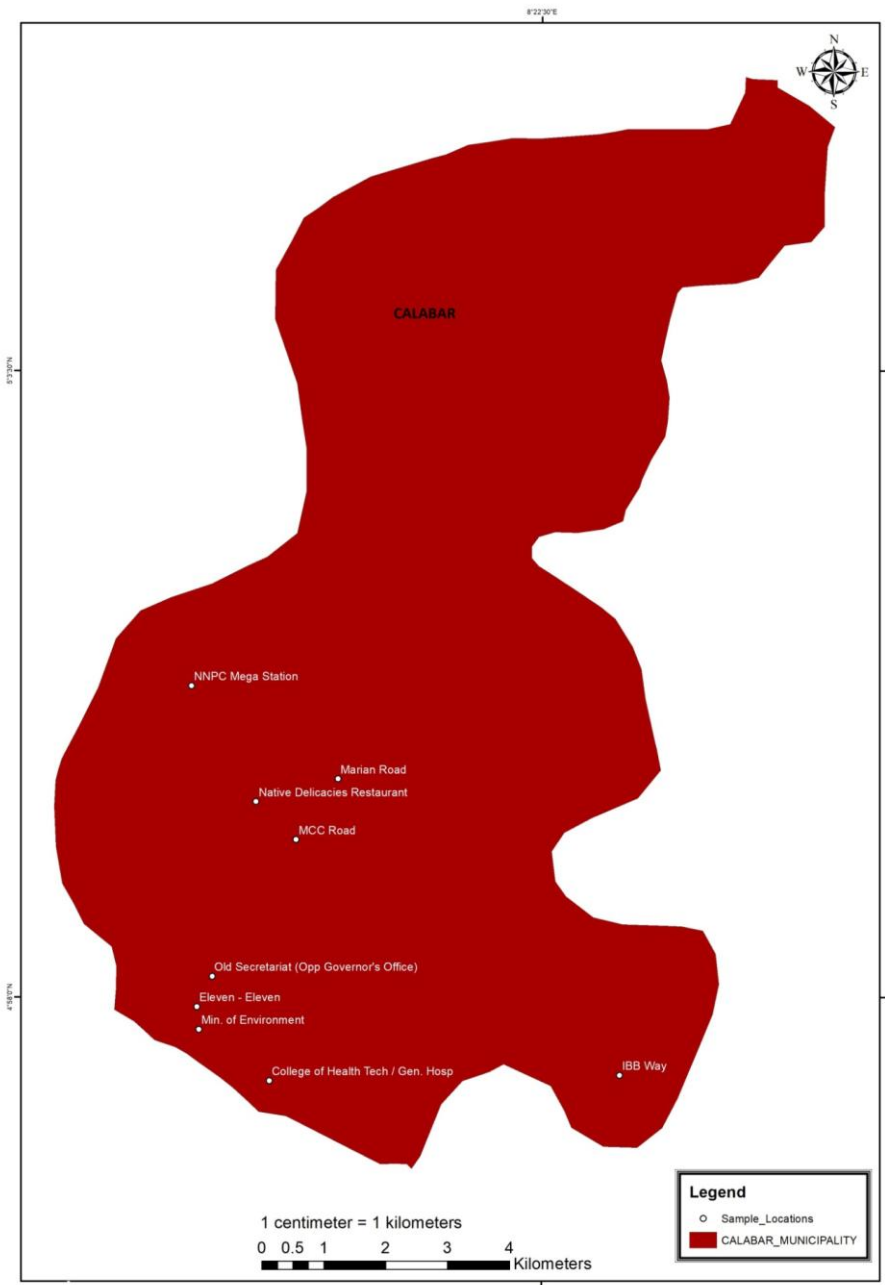 8°22'30"E
N
W E
S
CALABAR
5°3'30"N
NNPC Mega Station
Marian Road
Native Delicacies Restaurant
MCC Road
Old Secretariat (Opp Governor's Office)
4°58'0"N
Eleven - Eleven
Min. of Environment
College of Health Tech / Gen. Hosp
IBB Way
Legend
Sample_Locations
CALABAR_MUNICIPALITY
1 centimeter = 1 kilometers
0 0.5 1 2 3 4
Kilometers